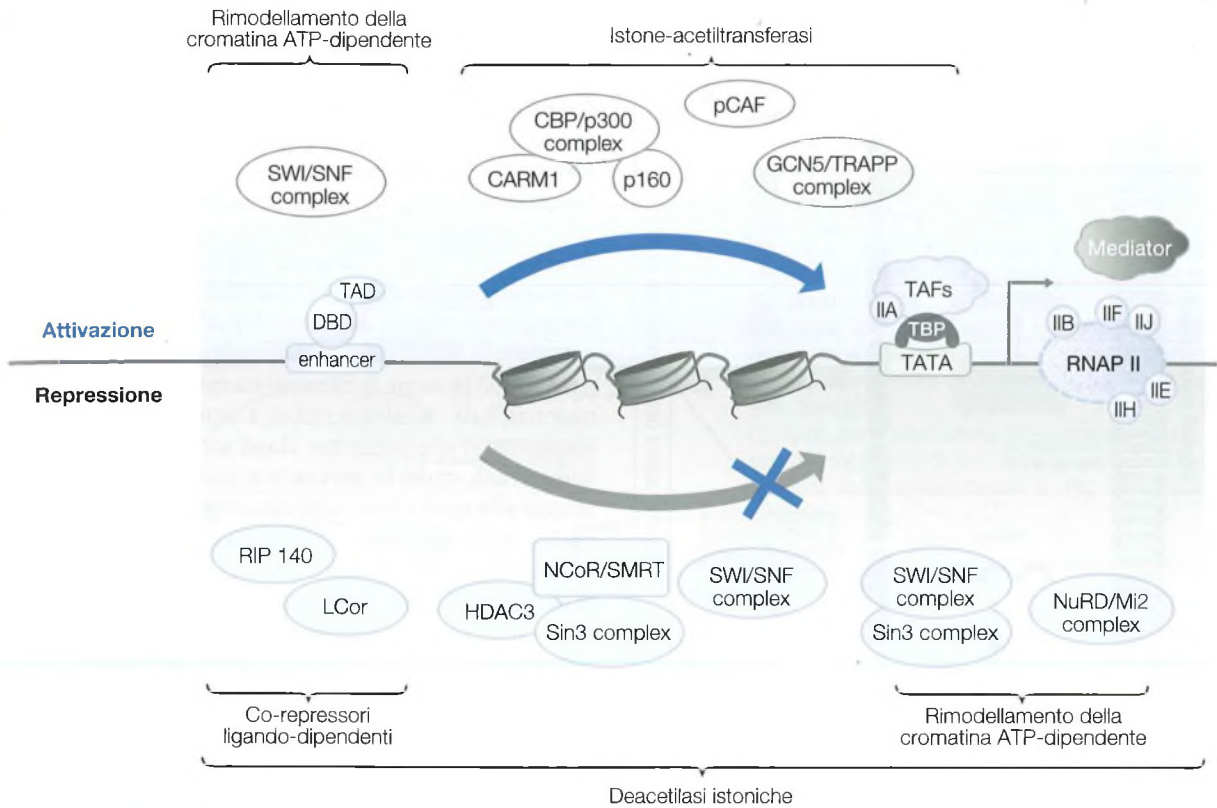 Rimodellamento della
cromatina ATP-dipendente
Istone-acetiltransferasi
pCAF
CBP/p300
complex
SWI/SNF
complex
CARM1
p160
GCN5/TRAPP
complex
Mediator
TAD
DBD
enhancer
TAFs
IIA
TBP
TATA
IIB
IIF
IIJ
RNAP II
IIE
IIH
Attivazione
Repressione
RIP 140
LCor
HDAC3
NCoR/SMRT
Sin3 complex
SWI/SNF
complex
SWI/SNF
complex
Sin3 complex
NuRD/Mi2
complex
Co-repressori
ligando-dipendenti
Rimodellamento della
cromatina ATP-dipendente
Deacetilasi istoniche